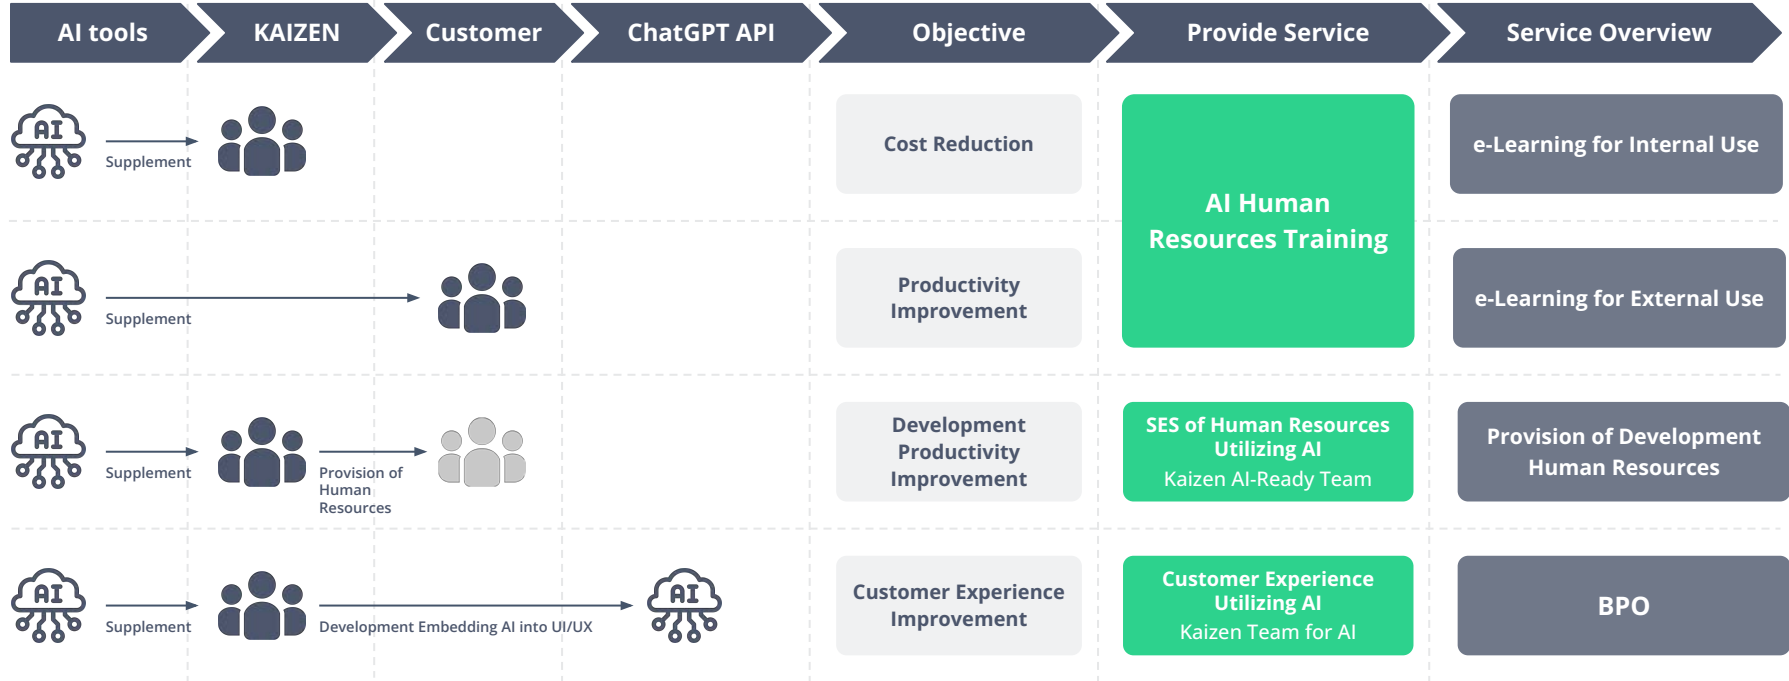 AI tools
KAIZEN
Customer
ChatGPT API
Objective
Provide Service
Service Overview
AI
Supplement
Cost Reduction
AI Human
Resources Training
e-Learning for Internal Use
AI
Supplement
Productivity
Improvement
e-Learning for External Use
AI
Supplement
Provision of
Human
Resources
Development
Productivity
Improvement
SES of Human Resources
Utilizing AI
Kaizen AI-Ready Team
Provision of Development
Human Resources
AI
Supplement
Development Embedding AI into UI/UX
AI
Customer Experience
Improvement
Customer Experience
Utilizing AI
Kaizen Team for AI
BPO